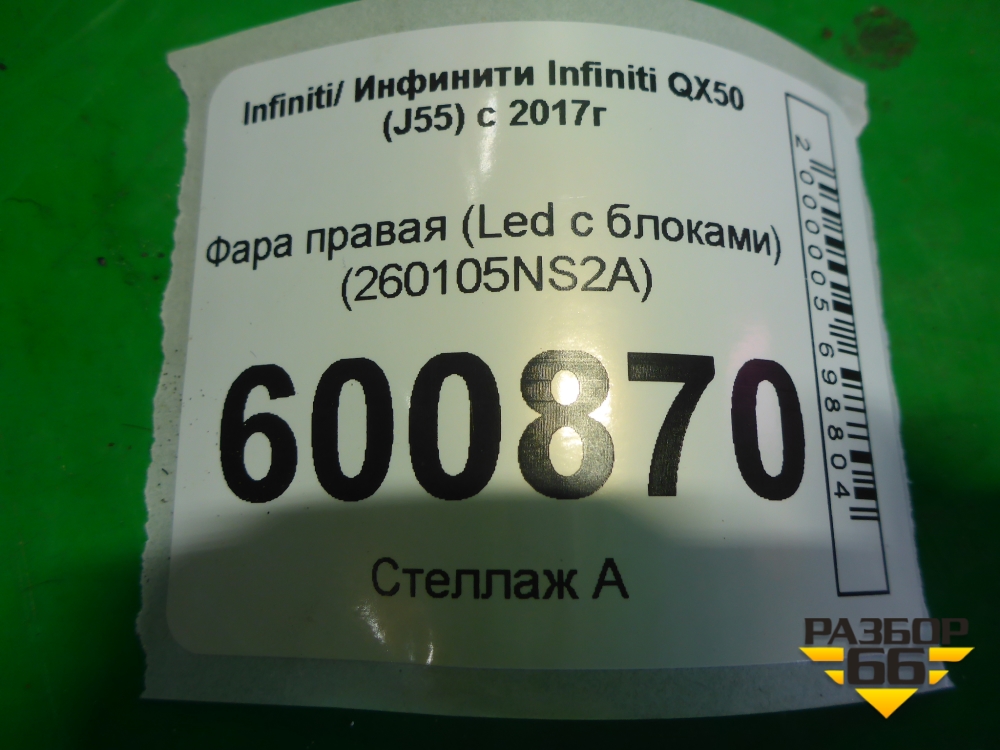 Infiniti/ Инфинити Infiniti QX50
(J55) с 2017г
Фара правая (Led с блоками)
(260105NS2A)
600870
Стеллаж А
2000005698804
РАЗБОР
66